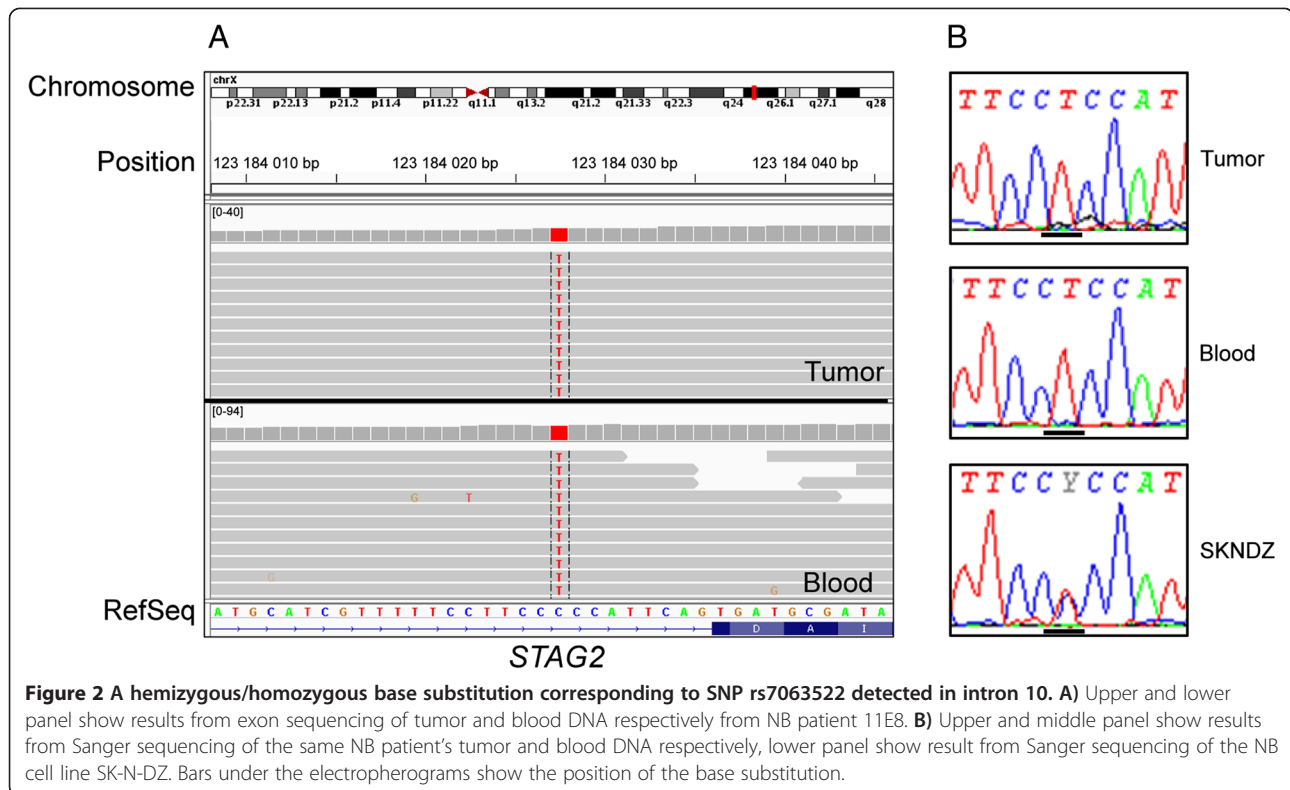 A
B
Chromosome
chrX
p22.31 p22.13 p21.2 p11.4 p11.22 q11.1 q13.2 q21.2 q21.33 q22.3 q24 q26.1 q27.1 q28
Position
123 184 010 bp 123 184 020 bp 123 184 030 bp 123 184 040 bp
[0-40]
T
T
T
T
T
T
T
T
T
T
T
Tumor
[0-94]
T
T
T
G T T
T
T
T
T
T
G T
T G
Blood
RefSeq
A T G C A T C G T T T T T C C T T C C C C C A T T C A G T G A T G C G A T A
D A I
STAG2
T T C C T C C A T
Tumor
T T C C T C C A T
Blood
T T C C Y C C A T
SKNDZ
Figure 2 A hemizygous/homozygous base substitution corresponding to SNP rs7063522 detected in intron 10. A) Upper and lower
panel show results from exon sequencing of tumor and blood DNA respectively from NB patient 11E8. B) Upper and middle panel show results
from Sanger sequencing of the same NB patient's tumor and blood DNA respectively, lower panel show result from Sanger sequencing of the NB
cell line SK-N-DZ. Bars under the electropherograms show the position of the base substitution.